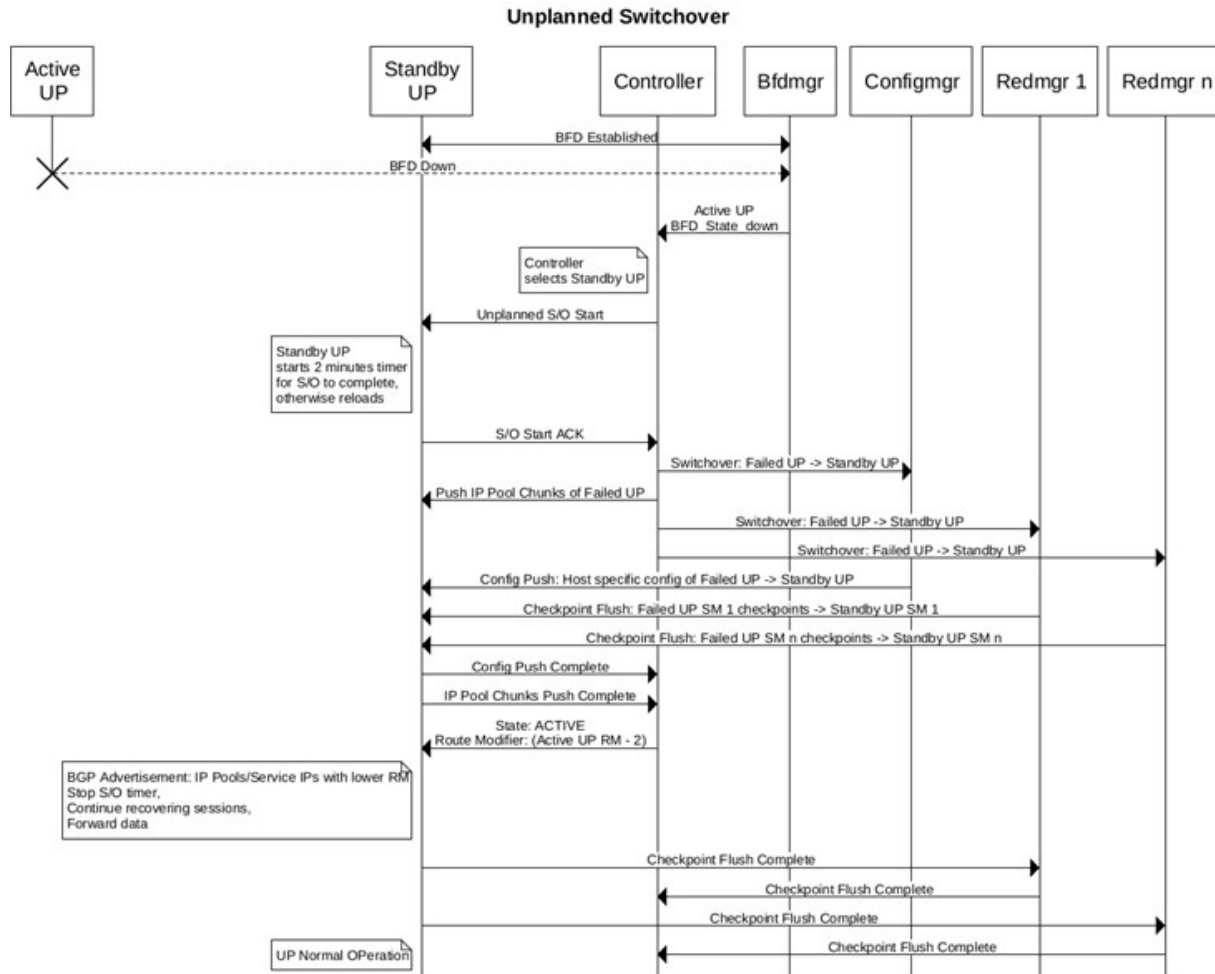 Unplanned Switchover
Active
UP
Standby
UP
Controller
Bfdmgr
Configmgr
Redmgr 1
Redmgr n
BFD Established
BFD Down
Active UP
BFD_State_down
Controller
selects Standby UP
Unplanned S/O Start
Standby UP
starts 2 minutes timer
for S/O to complete,
otherwise reloads
S/O Start ACK
Switchover: Failed UP -> Standby UP
Push IP Pool Chunks of Failed UP
Switchover: Failed UP -> Standby UP
Switchover: Failed UP -> Standby UP
Config Push: Host specific config of Failed UP -> Standby UP
Checkpoint Flush: Failed UP SM 1 checkpoints -> Standby UP SM 1
Checkpoint Flush: Failed UP SM n checkpoints -> Standby UP SM n
Config Push Complete
IP Pool Chunks Push Complete
State: ACTIVE
Route Modifier: (Active UP RM - 2)
BGP Advertisement: IP Pools/Service IPs with lower RM
Stop S/O timer,
Continue recovering sessions,
Forward data
Checkpoint Flush Complete
Checkpoint Flush Complete
Checkpoint Flush Complete
Checkpoint Flush Complete
UP Normal OPeration